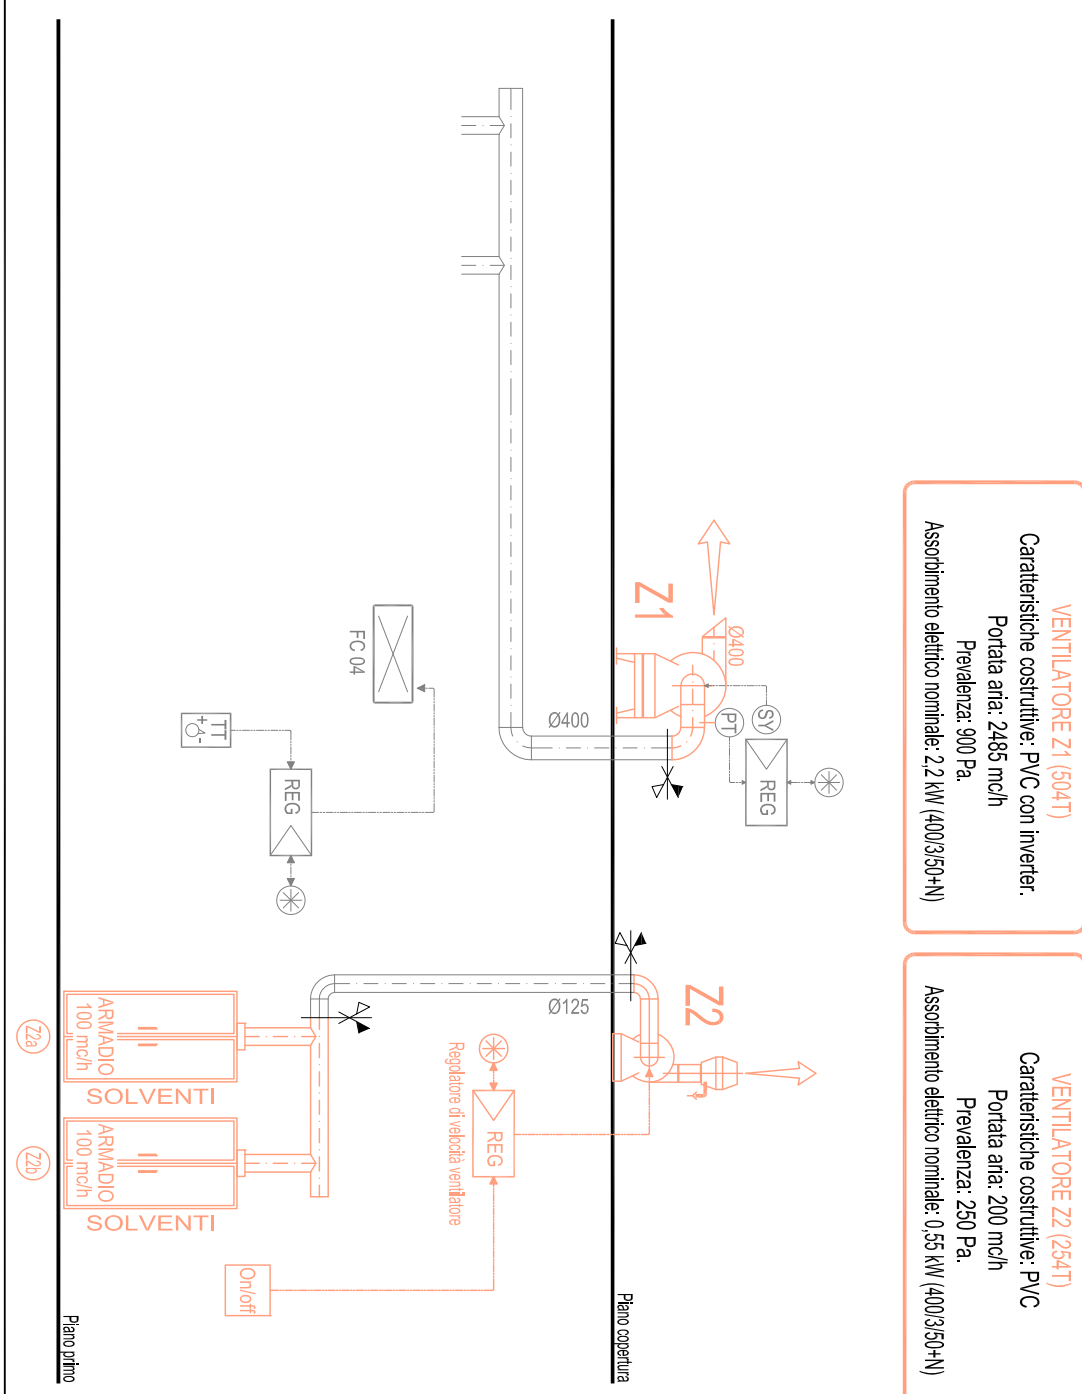 VENTILATORE Z1 (504T)
Caratteristiche costruttive: PVC con inverter.
Portata aria: 2485 mc/h
Prevalenza: 900 Pa.
Assorbimento elettrico nominale: 2,2 kW (400/3/50+N)
VENTILATORE Z2 (254T)
Caratteristiche costruttive: PVC
Portata aria: 200 mc/h
Prevalenza: 250 Pa.
Assorbimento elettrico nominale: 0,55 kW (400/3/50+N)
Ø400
SY
PT
REG
Z1
Ø400
Z2
Ø125
Piano copertura
REG
Regolatore di velocità ventilatore
FC 04
REG
TT
+ -
On/off
ARMADIO
100 mc/h
SOLVENTI
Z2a
ARMADIO
100 mc/h
SOLVENTI
Z2b
Piano primo